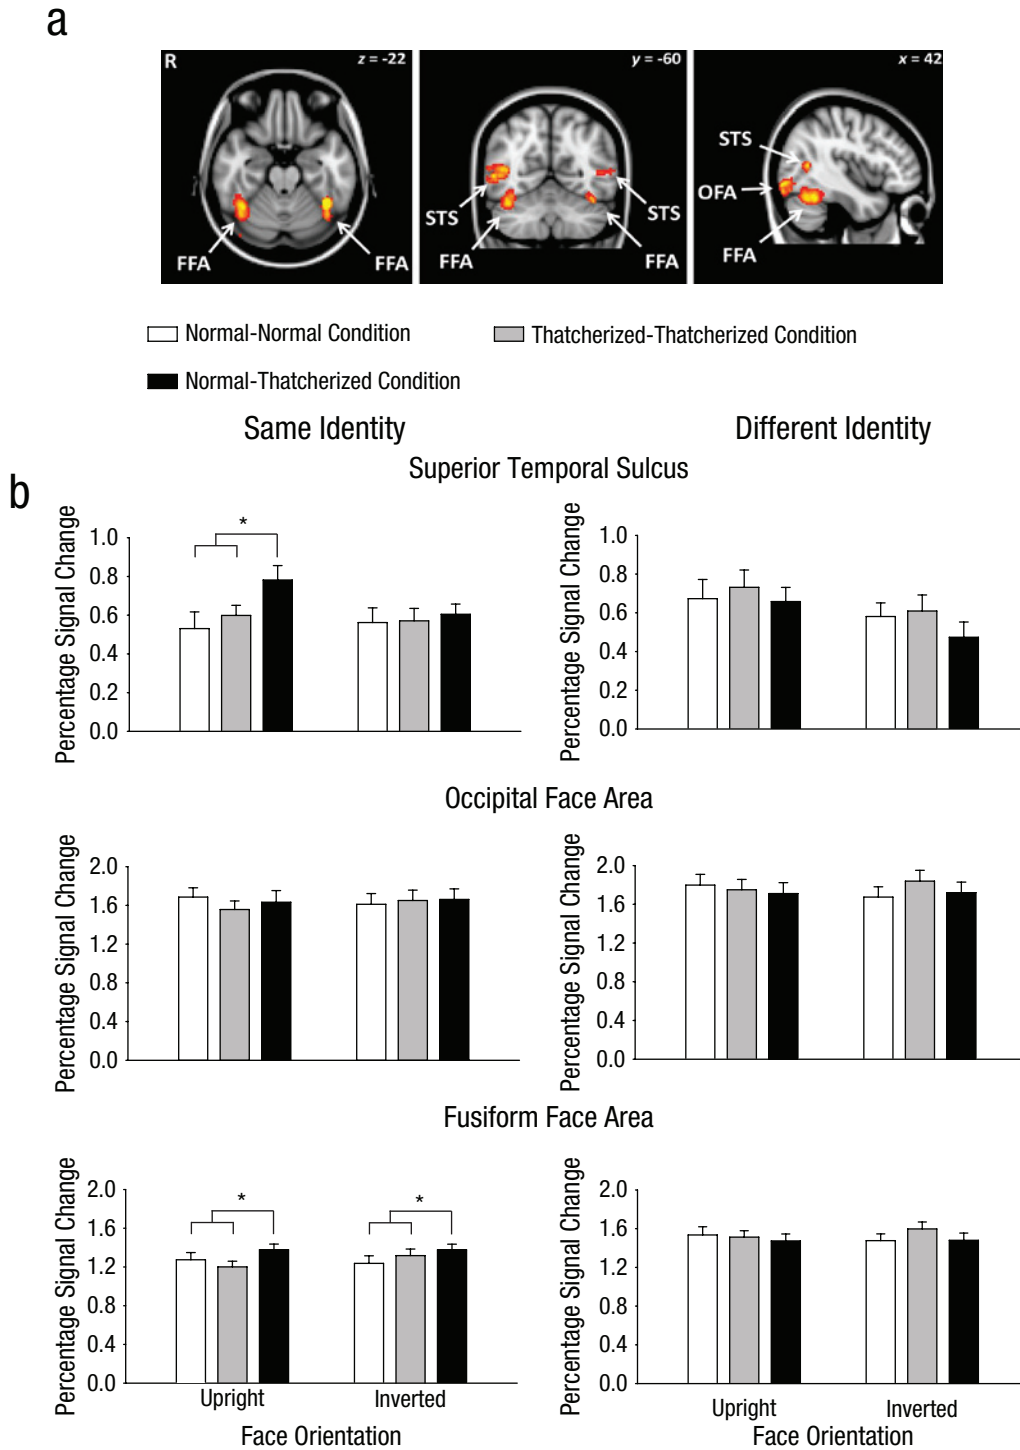 a
R
z = -22
y = -60
x = 42
STS
OFA
FFA
FFA
FFA
STS
FFA
STS
FFA
Normal-Normal Condition
Thatcherized-Thatcherized Condition
Normal-Thatcherized Condition
Same Identity
Different Identity
Superior Temporal Sulcus
b
Percentage Signal Change
1.0
0.8
0.6
0.4
0.2
0.0
*
Percentage Signal Change
1.0
0.8
0.6
0.4
0.2
0.0
Occipital Face Area
Percentage Signal Change
2.0
1.6
1.2
0.8
0.4
0.0
Percentage Signal Change
2.0
1.6
1.2
0.8
0.4
0.0
Fusiform Face Area
Percentage Signal Change
2.0
1.6
1.2
0.8
0.4
0.0
*
*
Upright
Inverted
Face Orientation
Percentage Signal Change
2.0
1.6
1.2
0.8
0.4
0.0
Upright
Inverted
Face Orientation